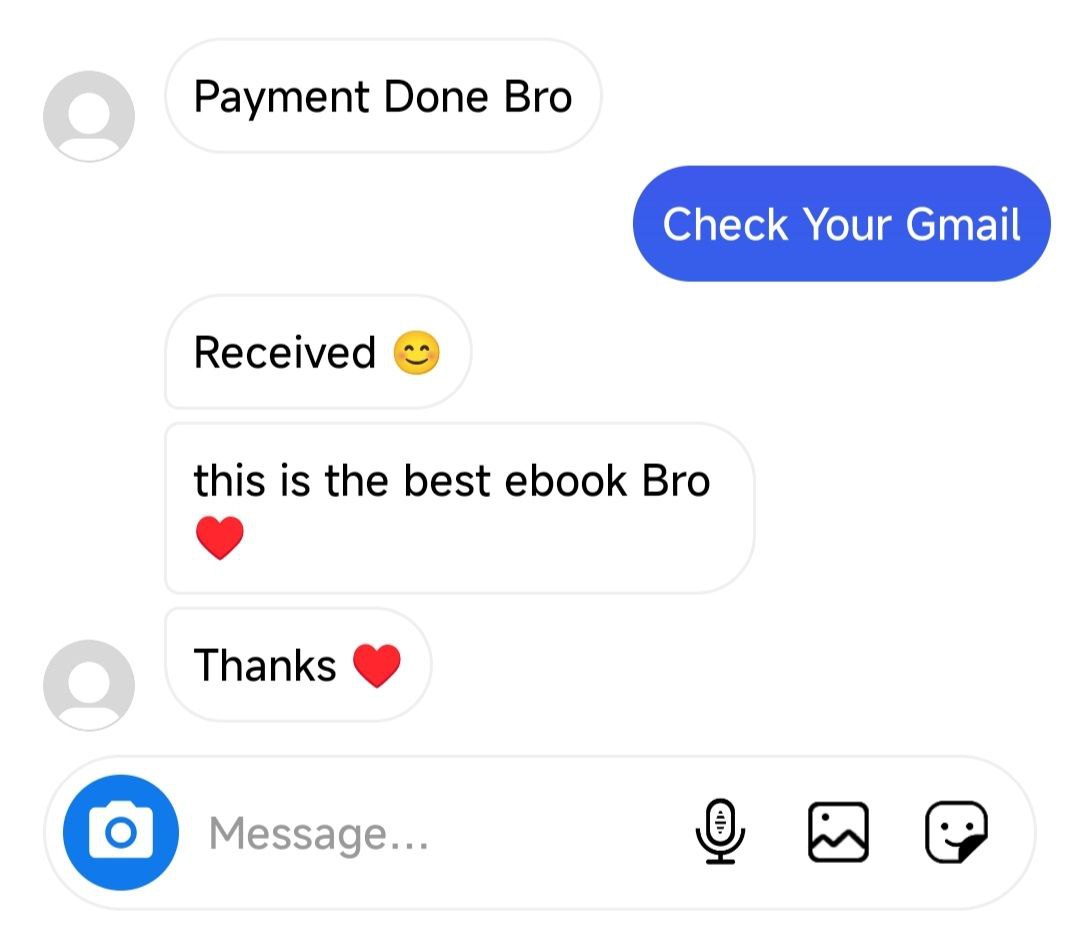 Payment Done Bro
Check Your Gmail
Received 😊
this is the best ebook Bro
❤️
Thanks ❤️
Message...